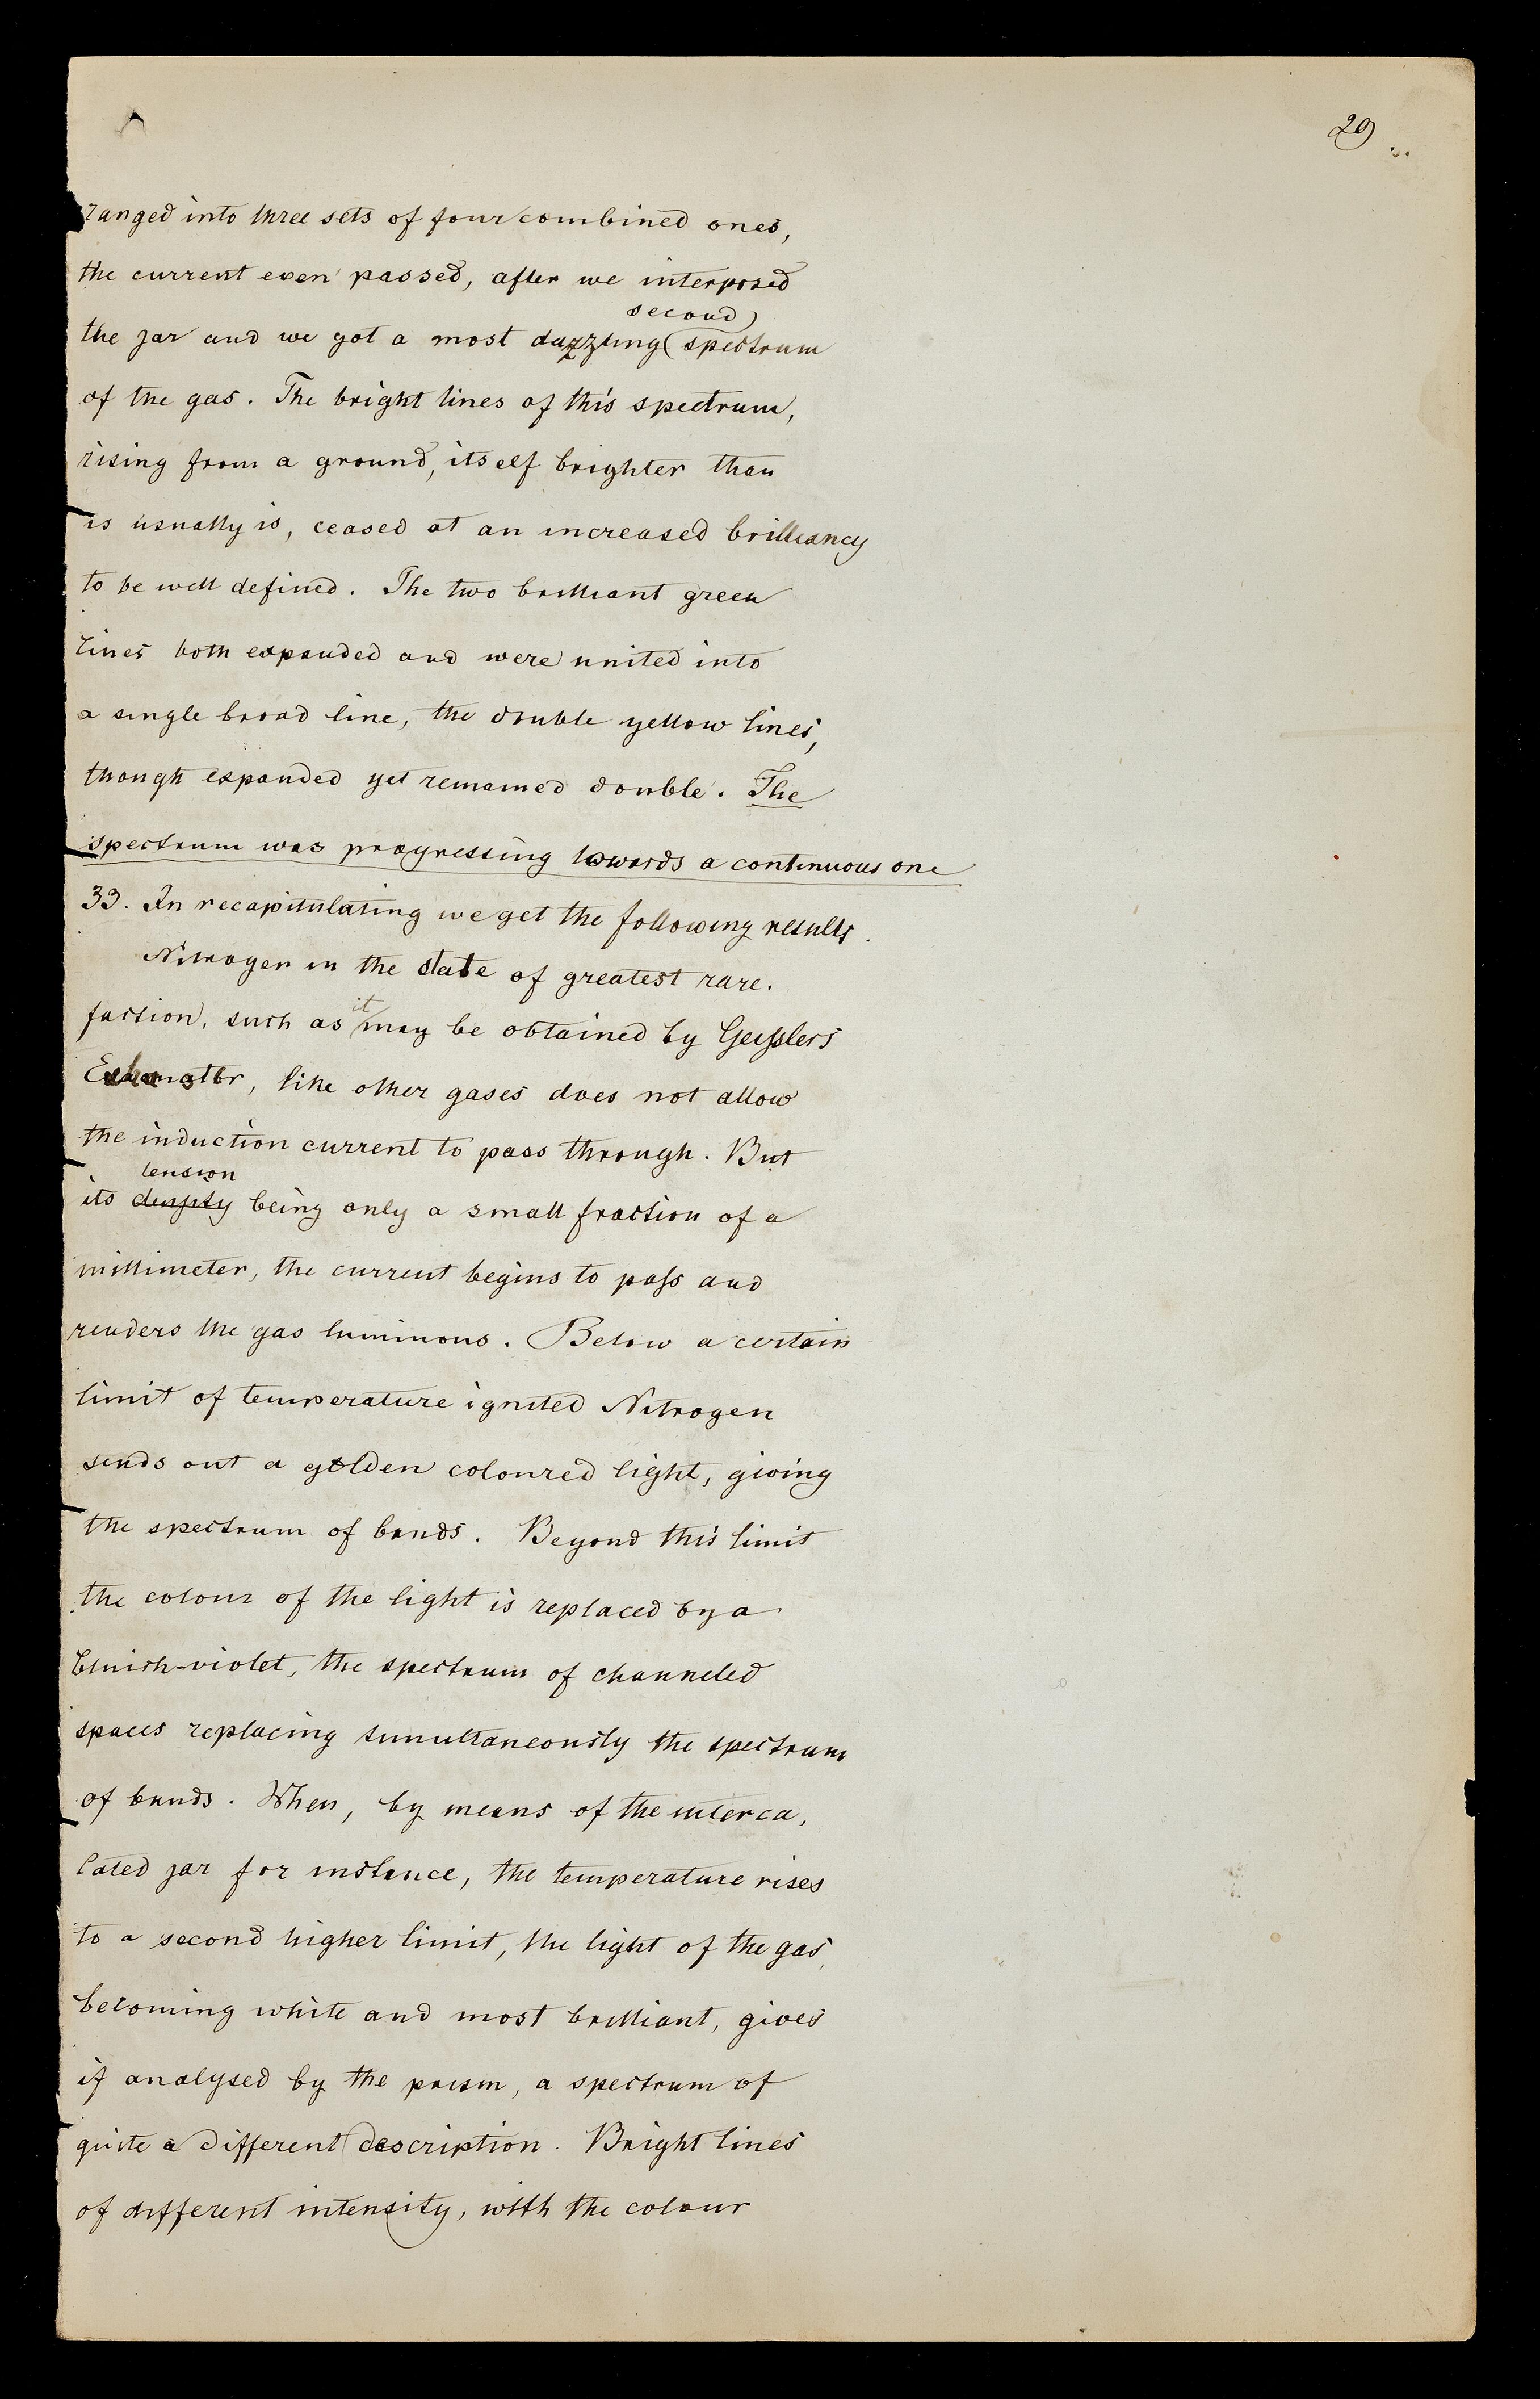 29
ranged into three sets of four combined ones,
the current even passed, after we interposed
second
the jar and we got a most dazzling spectrum
of the gas. The bright lines of this spectrum,
rising from a ground, itself brighter than
is usually is, ceased at an increased brilliancy
to be well defined. The two brilliant green
lines both expanded and were united into
a single broad line, the double yellow lines,
though expanded yet remained double. The
spectrum was progressing towards a continuous one
33. In recapitulating we get the following results.
Nitrogen in the state of greatest rare-
faction, such as it may be obtained by Geisslers
Exhauster, like other gases does not allow
the induction current to pass through. But
tension
its density being only a small fraction of a
millimeter, the current begins to pass and
renders the gas luminous. Below a certain
limit of temperature ignited Nitrogen
sends out a golden coloured light, giving
the spectrum of bands. Beyond this limit
the colour of the light is replaced by a
bluish-violet, the spectrum of channeled
spaces replacing simultaneously the spectrum
of bands. When, by means of the interca-
lated jar for instance, the temperature rises
to a second higher limit, the light of the gas,
becoming white and most brilliant, gives
if analysed by the prism, a spectrum of
quite a different description. Bright lines
of different intensity, with the colour